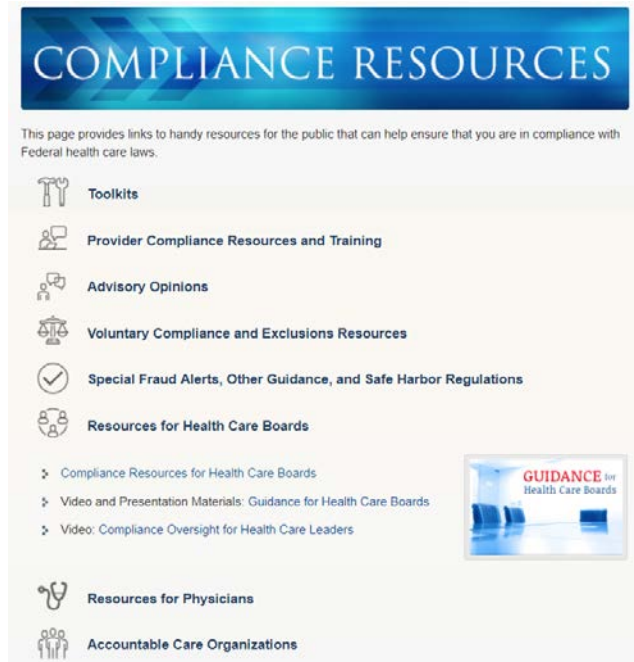 COMPLIANCE RESOURCES
This page provides links to handy resources for the public that can help ensure that you are in compliance with
Federal health care laws.
Toolkits
Provider Compliance Resources and Training
Advisory Opinions
Voluntary Compliance and Exclusions Resources
Special Fraud Alerts, Other Guidance, and Safe Harbor Regulations
Resources for Health Care Boards
Compliance Resources for Health Care Boards
Video and Presentation Materials: Guidance for Health Care Boards
Video: Compliance Oversight for Health Care Leaders
GUIDANCE for
Health Care Boards
Resources for Physicians
Accountable Care Organizations